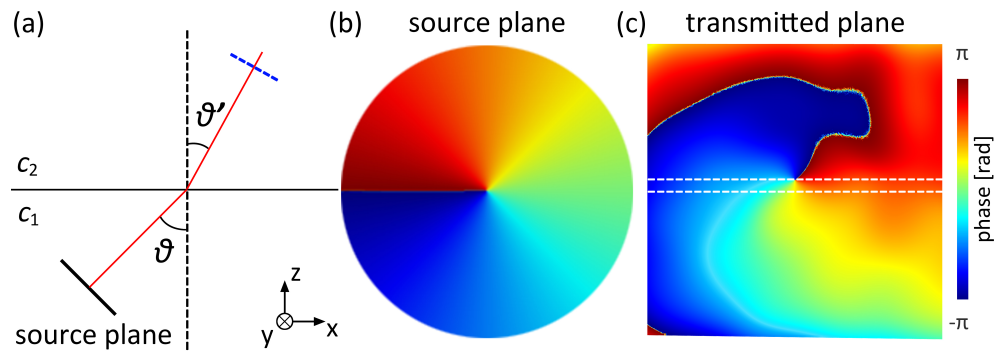 (a)
ϑ′
c2
c1
ϑ
source plane
z
y
x
(b) source plane
(c) transmitted plane
π
phase [rad]
-π